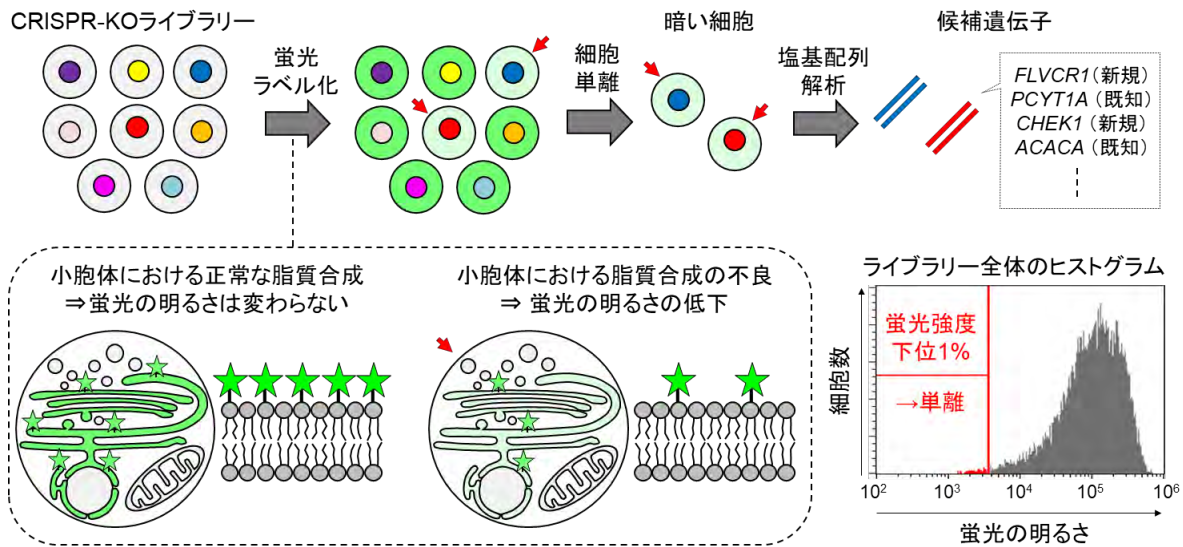 CRISPR-KOライブラリー
蛍光
ラベル化
細胞
単離
暗い細胞
塩基配列
解析
候補遺伝子
FLVCR1（新規）
PCYT1A（既知）
CHEK1（新規）
ACACA（既知）
小胞体における正常な脂質合成
⇒蛍光の明るさは変わらない
小胞体における脂質合成の不良
⇒ 蛍光の明るさの低下
ライブラリー全体のヒストグラム
細胞数
蛍光強度
下位1%
→単離
10² 10³ 10⁴ 10⁵ 10⁶
蛍光の明るさ